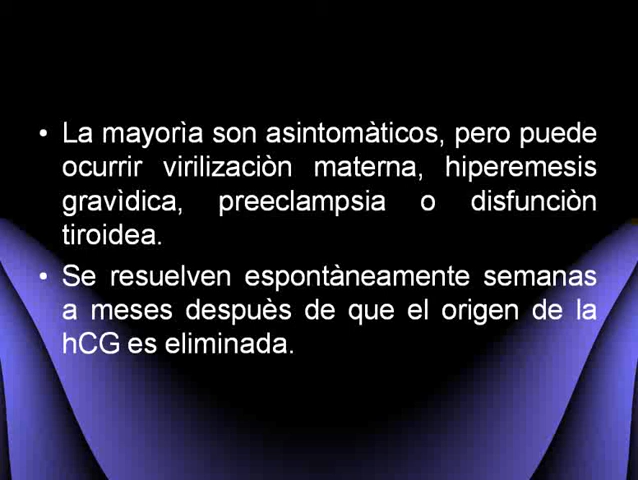 • La mayorìa son asintomàticos, pero puede
ocurrir virilizaciòn materna, hiperemesis
gravìdica, preeclampsia o disfunciòn
tiroidea.
• Se resuelven espontàneamente semanas
a meses despuès de que el origen de la
hCG es eliminada.